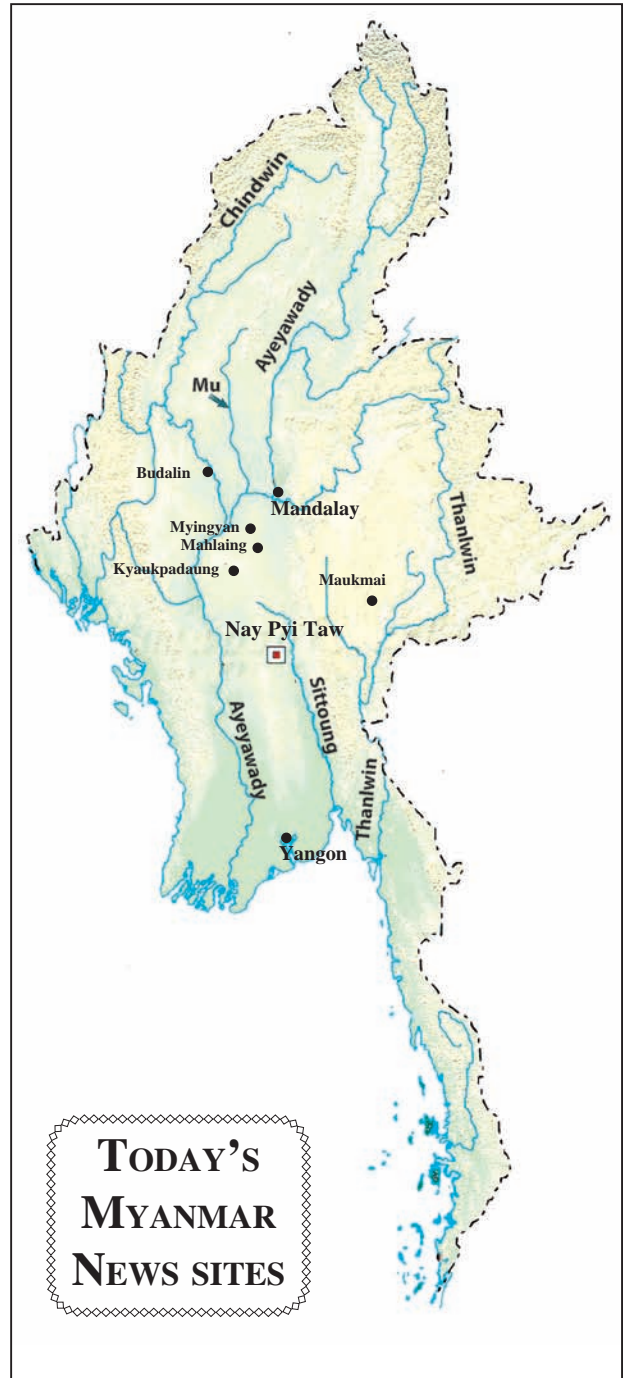 Chindwin
Ayeyawady
Mu
Budalin
Mandalay
Myingyan
Mahlaing
Kyaukpadaung
Maukmai
Thanlwin
Nay Pyi Taw
Sittoung
Ayeyawady
Thanlwin
Yangon
TODAY'S
MYANMAR
NEWS SITES